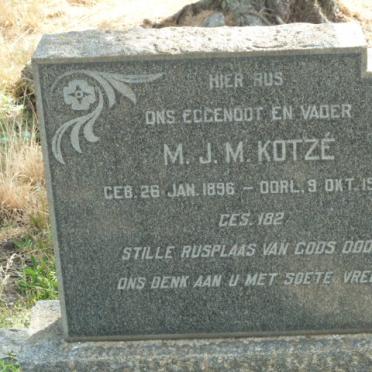 HIER RUS
ONS EGGENOOT EN VADER
M. J. M. KOTZÉ
GEB. 26 JAN. 1896 - OORL. 9 OKT. 19
GES. 182
STILLE RUSPLAAS VAN GODS DOO
ONS DENK AAN U MET SOETE VRE